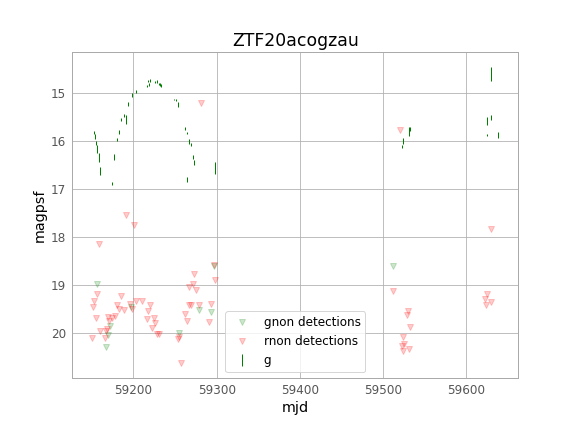 ZTF20acogzau
magpsf
15
16
17
18
19
20
gnon detections
rnon detections
g
59200 59300 59400 59500 59600
mjd